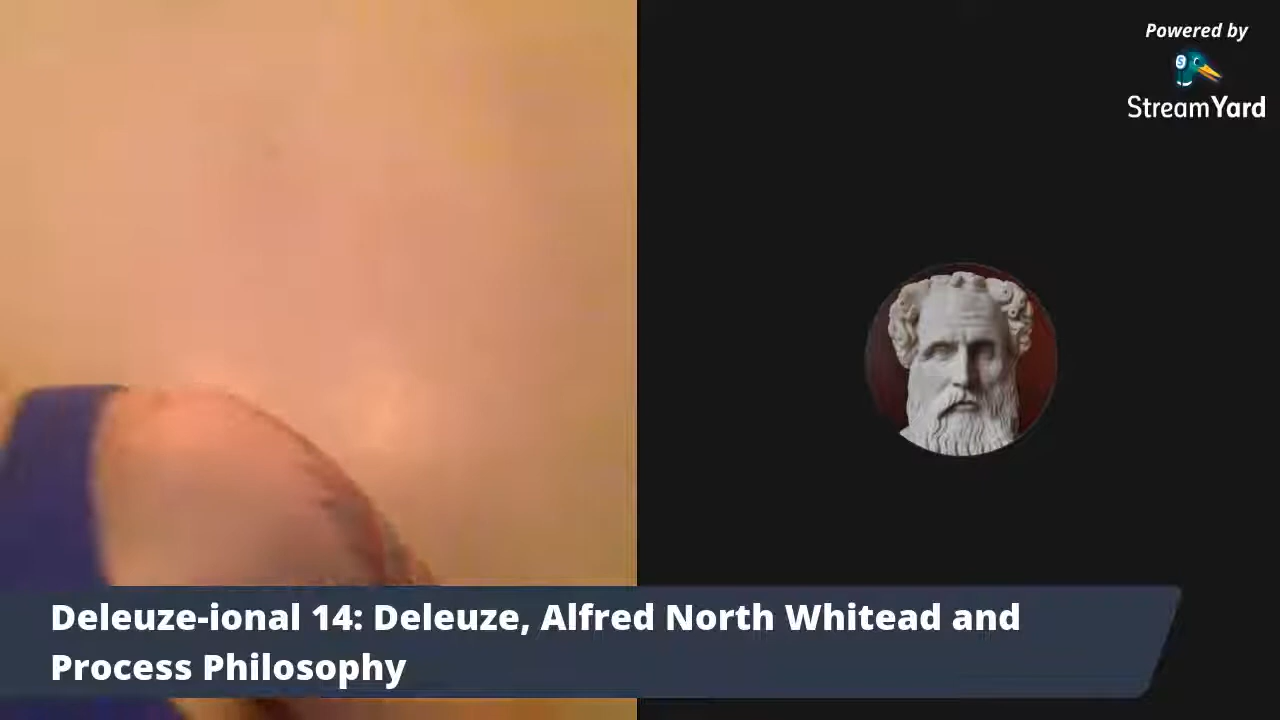 Powered by
StreamYard
Deleuze-ional 14: Deleuze, Alfred North Whitead and
Process Philosophy